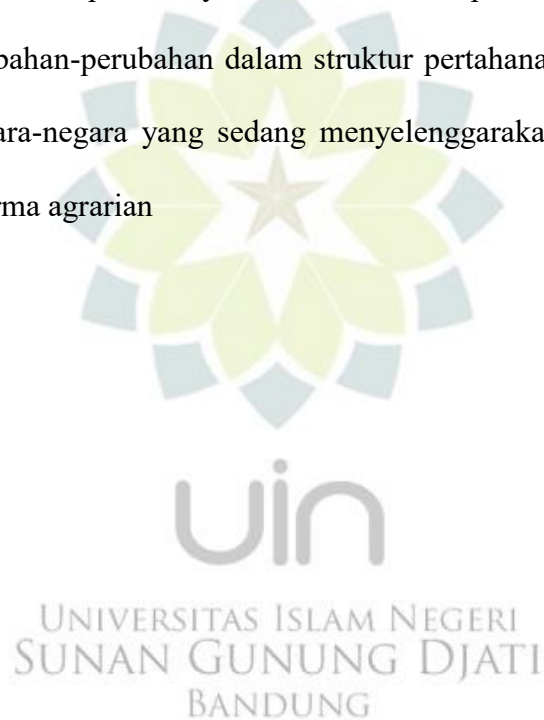 bahan-perubahan dalam struktur pertahana
ara-negara yang sedang menyelenggaraka
rma agrarian
uin
UNIVERSITAS ISLAM NEGERI
SUNAN GUNUNG DJATI
BANDUNG